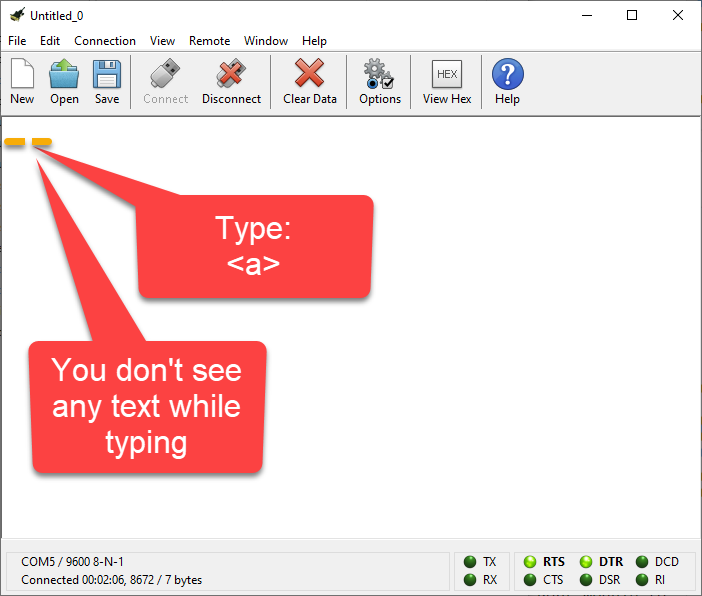 Untitled_0
File Edit Connection View Remote Window Help
HEX
New Open Save Connect Disconnect Clear Data Options View Hex Help
Type:
<a>
You don't see
any text while
typing
COM5 / 9600 8-N-1 TX RTS DTR DCD
Connected 00:02:06, 8672 / 7 bytes RX CTS DSR RI